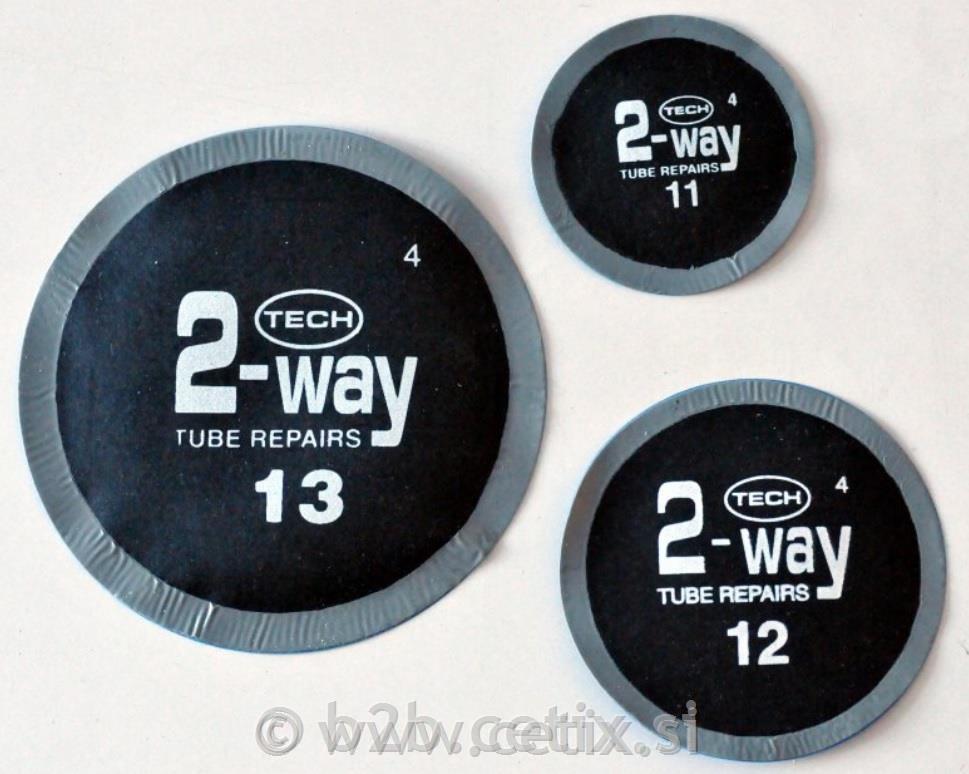 4
TECH
2-way
TUBE REPAIRS
13
4
TECH
2-way
TUBE REPAIRS
11
4
TECH
2-way
TUBE REPAIRS
12
© b2b.cetix.si